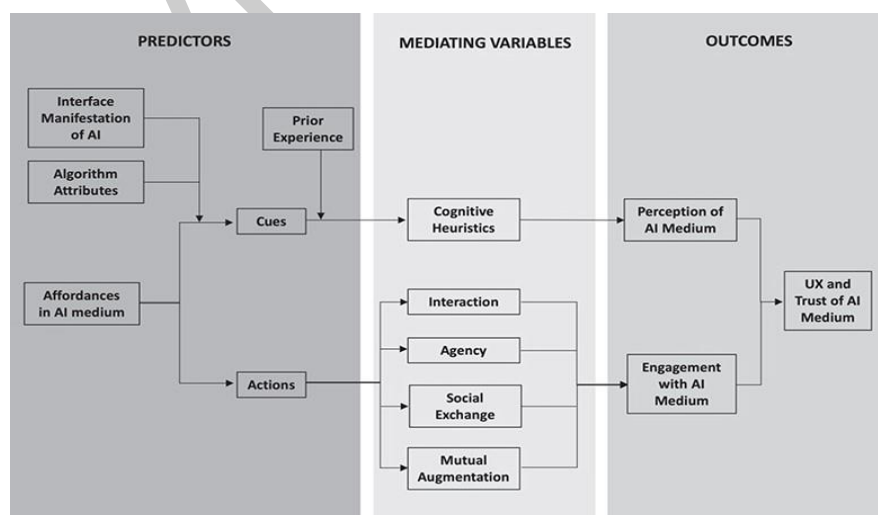 PREDICTORS
MEDIATING VARIABLES
OUTCOMES
Interface
Manifestation
of AI
Algorithm
Attributes
Prior
Experience
Cues
Affordances
in AI medium
Actions
Cognitive
Heuristics
Interaction
Agency
Social
Exchange
Mutual
Augmentation
Perception of
AI Medium
Engagement
with AI
Medium
UX and
Trust of AI
Medium